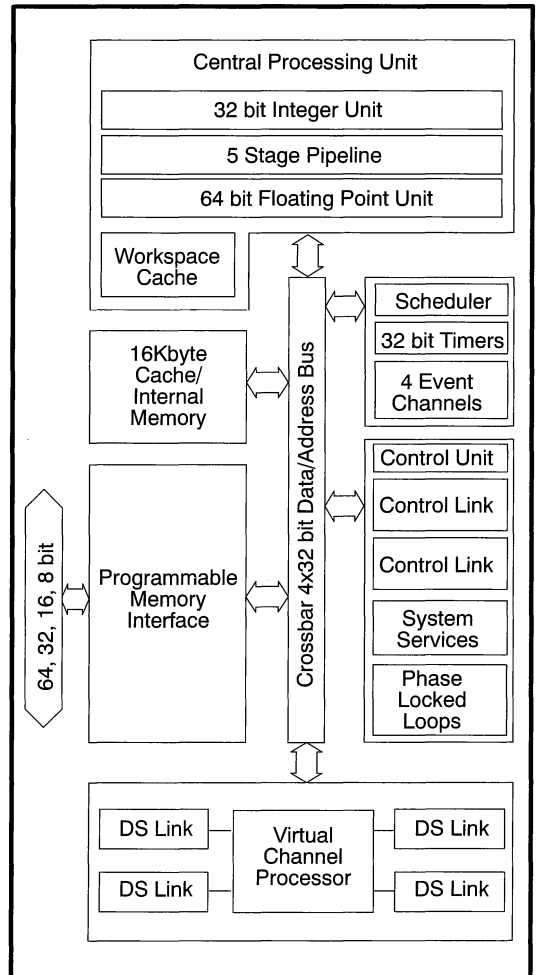 Central Processing Unit
32 bit Integer Unit
5 Stage Pipeline
64 bit Floating Point Unit
Workspace
Cache
16Kbyte
Cache/
Internal
Memory
Programmable
Memory
Interface
64, 32, 16, 8 bit
Crossbar 4x32 bit Data/Address Bus
Scheduler
32 bit Timers
4 Event
Channels
Control Unit
Control Link
Control Link
System
Services
Phase
Locked
Loops
DS Link
DS Link
Virtual
Channel
Processor
DS Link
DS Link